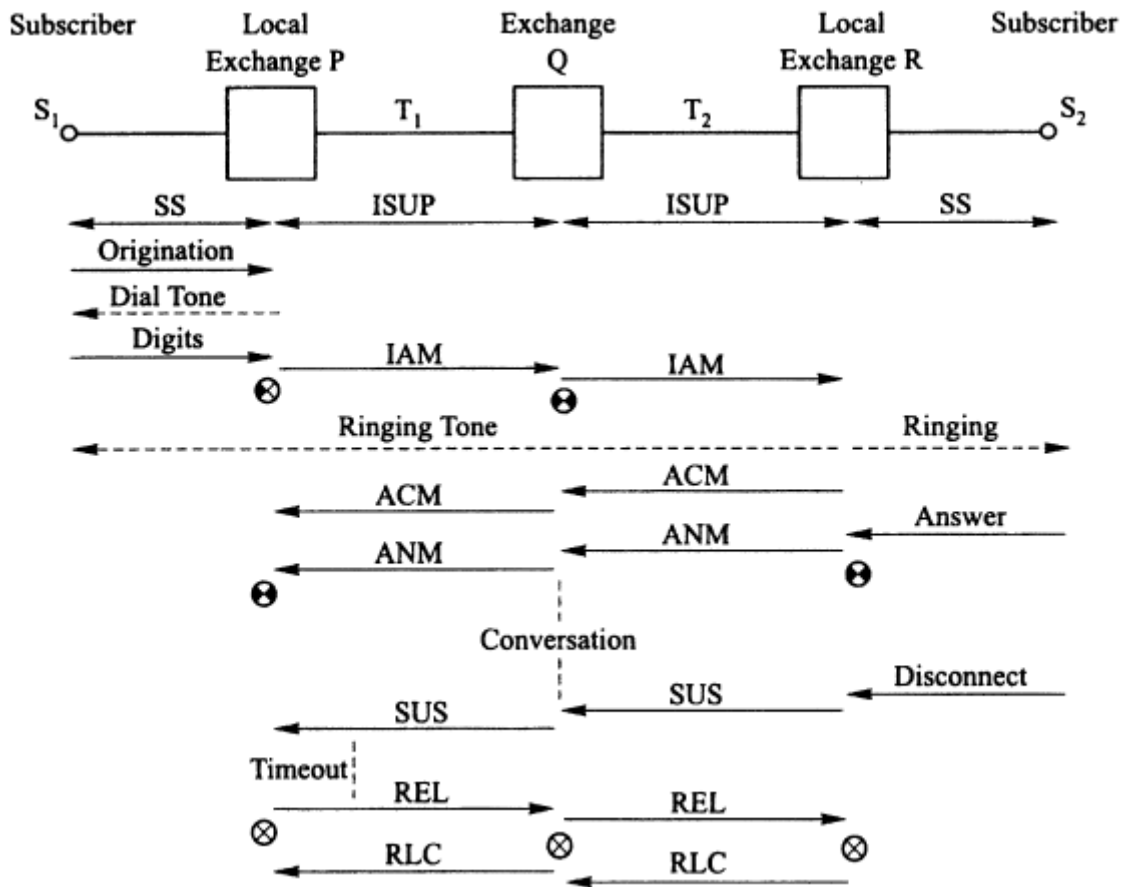 Subscriber Local Exchange P Exchange Q Local Exchange R Subscriber
S1 T1 T2 S2
SS ISUP ISUP SS
Origination
Dial Tone
Digits IAM IAM
Ringing Tone Ringing
ACM ACM
Answer
ANM ANM
Conversation
Disconnect
SUS SUS
Timeout
REL REL
RLC RLC